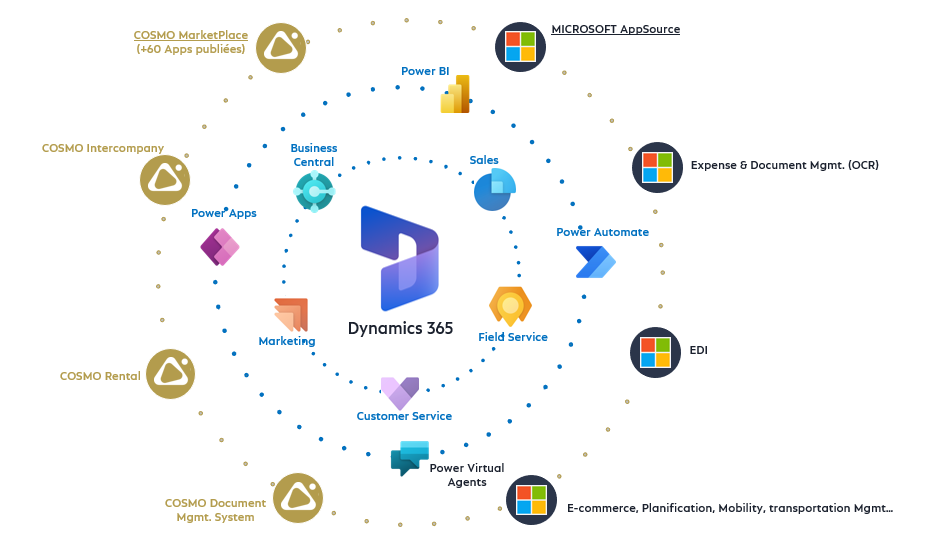 COSMO MarketPlace
(+60 Apps publiées)
MICROSOFT AppSource
Power BI
COSMO Intercompany
Business
Central
Sales
Expense & Document Mgmt. (OCR)
Power Apps
Power Automate
Dynamics 365
Marketing
Field Service
EDI
COSMO Rental
Customer Service
Power Virtual
Agents
COSMO Document
Mgmt. System
E-commerce, Planification, Mobility, transportation Mgmt...